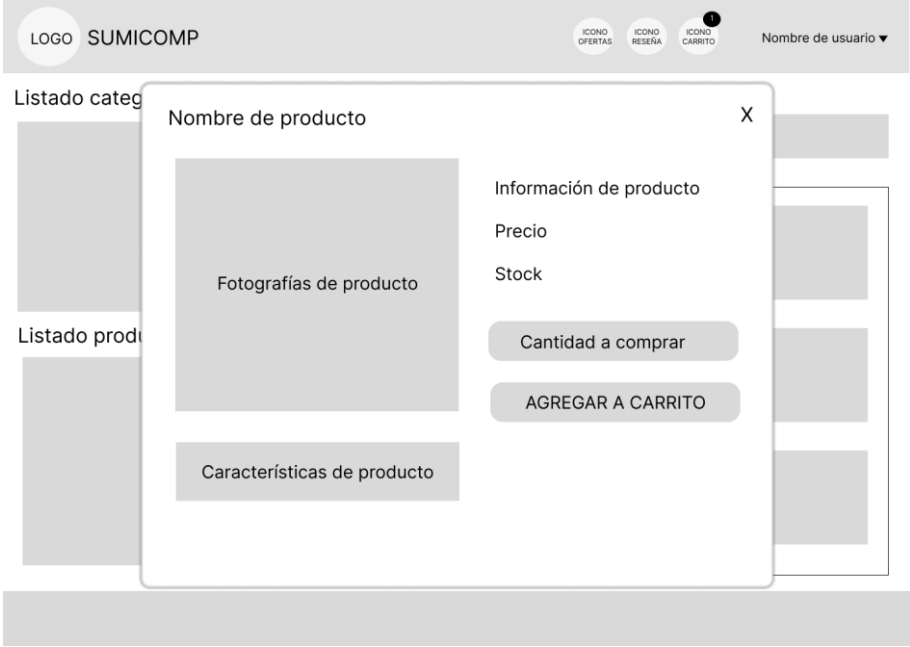 LOGO SUMICOMP
ICONO
OFERTAS
ICONO
RESEÑA
1
ICONO
CARRITO
Nombre de usuario ▼
Listado categ
Nombre de producto
X
Fotografías de producto
Información de producto
Precio
Stock
Cantidad a comprar
AGREGAR A CARRITO
Listado produ
Características de producto